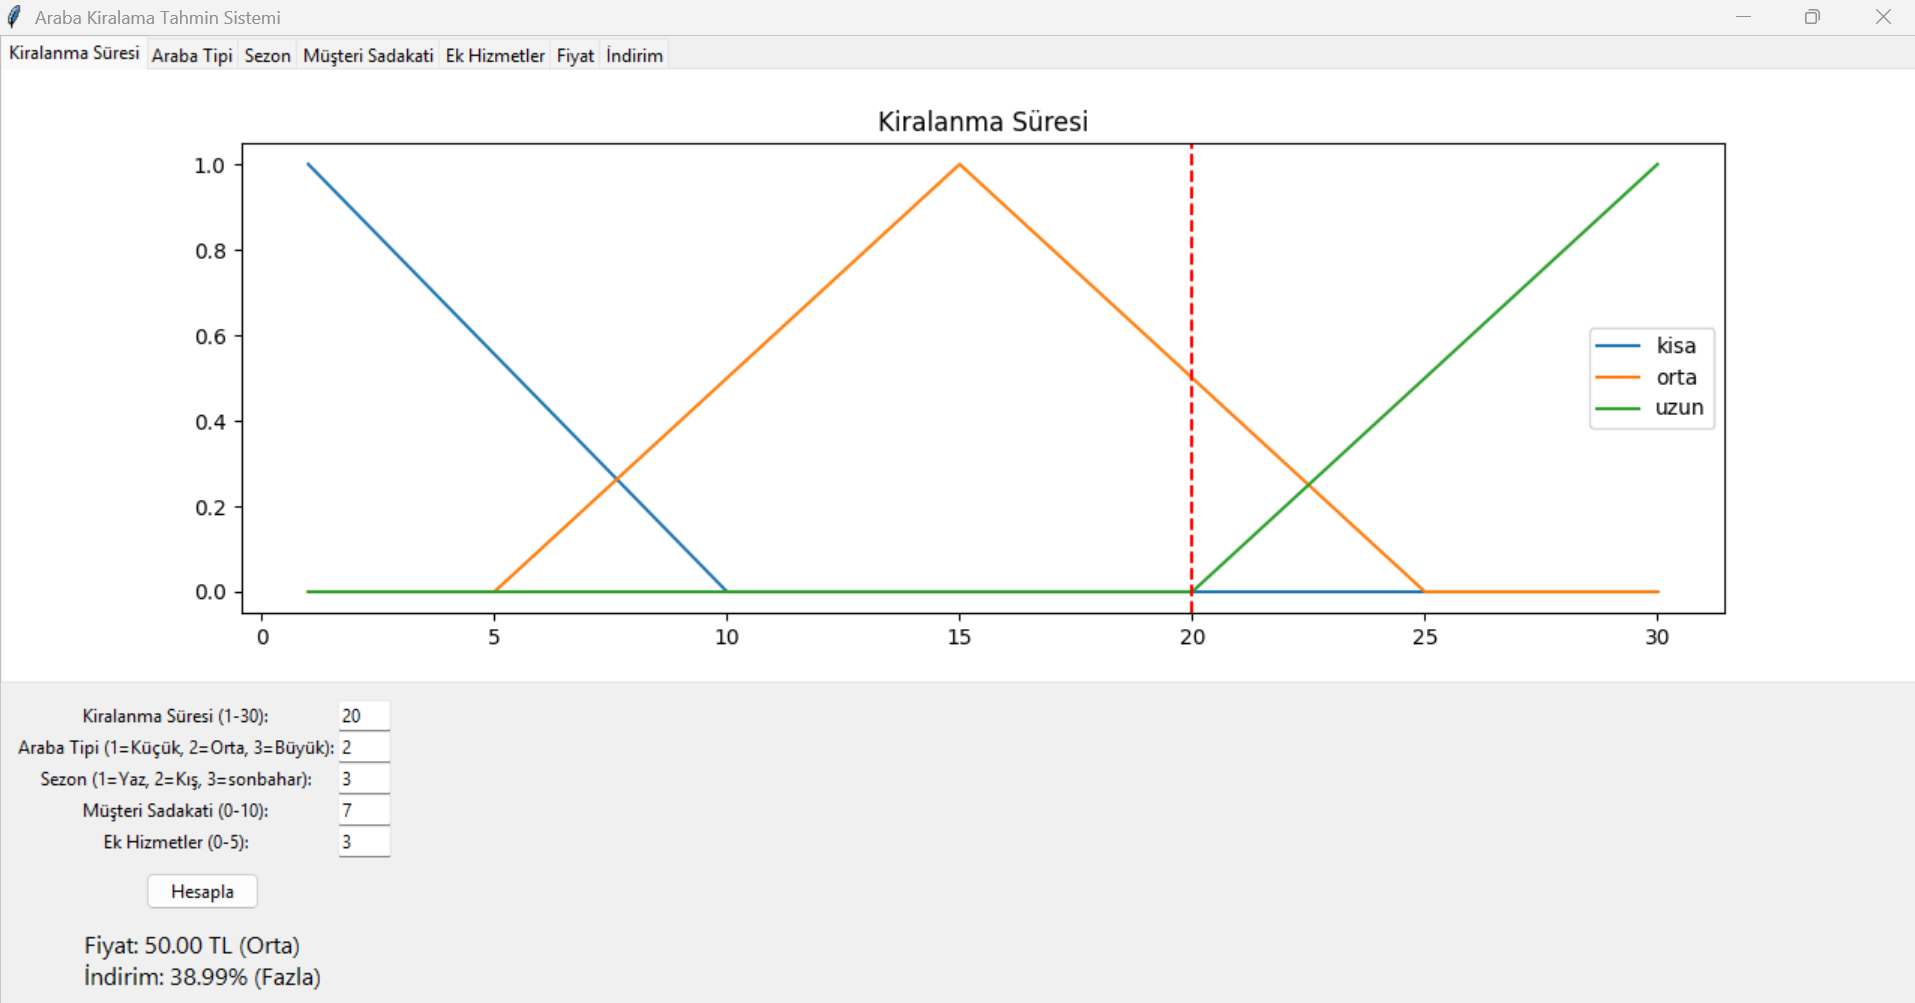 Araba Kiralama Tahmin Sistemi
Kiralanma Süresi Araba Tipi Sezon Müşteri Sadakati Ek Hizmetler Fiyat İndirim
Kiralanma Süresi
1.0
0.8
0.6
0.4
0.2
0.0
kisa
orta
uzun
0 5 10 15 20 25 30
Kiralanma Süresi (1-30): 20
Araba Tipi (1=Küçük, 2=Orta, 3=Büyük): 2
Sezon (1=Yaz, 2=Kış, 3=sonbahar): 3
Müşteri Sadakati (0-10): 7
Ek Hizmetler (0-5): 3
Hesapla
Fiyat: 50.00 TL (Orta)
İndirim: 38.99% (Fazla)